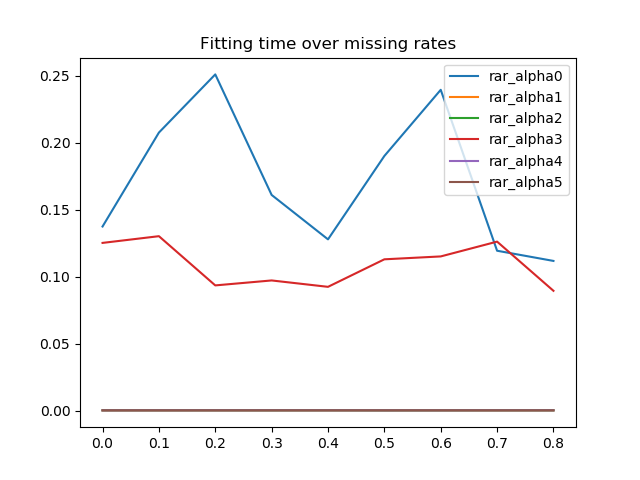 Fitting time over missing rates
rar_alpha0
rar_alpha1
rar_alpha2
rar_alpha3
rar_alpha4
rar_alpha5
0.25
0.20
0.15
0.10
0.05
0.00
0.0 0.1 0.2 0.3 0.4 0.5 0.6 0.7 0.8